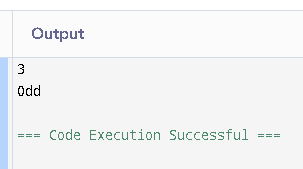 Output
3
Odd
=== Code Execution Successful ===